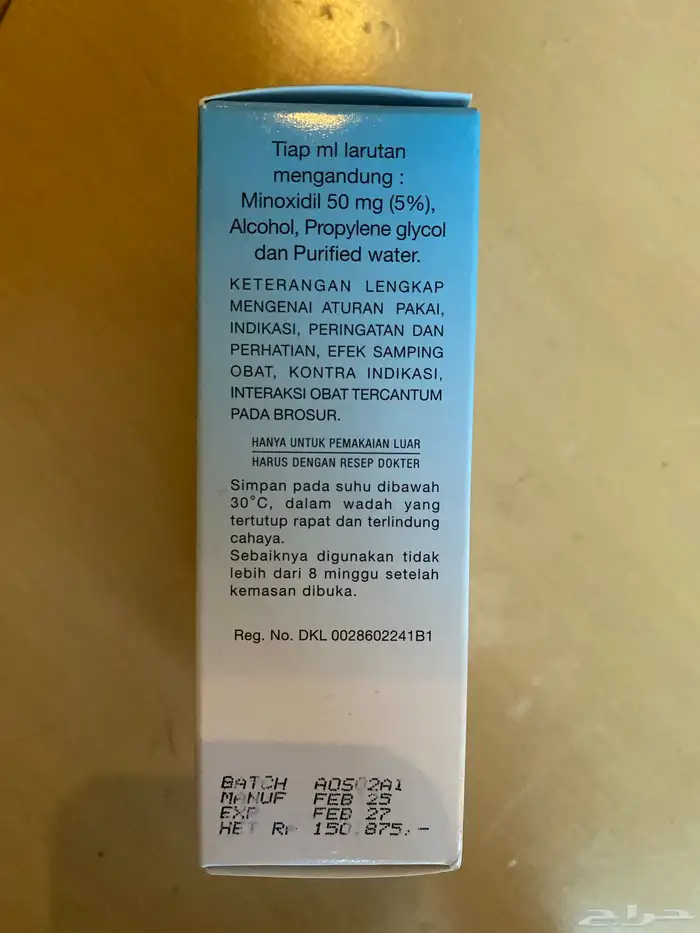 Tiap ml larutan
mengandung :
Minoxidil 50 mg (5%),
Alcohol, Propylene glycol
dan Purified water.
KETERANGAN LENGKAP
MENGENAI ATURAN PAKAI,
INDIKASI, PERINGATAN DAN
PERHATIAN, EFEK SAMPING
OBAT, KONTRA INDIKASI,
INTERAKSI OBAT TERCANTUM
PADA BROSUR.
HANYA UNTUK PEMAKAIAN LUAR
HARUS DENGAN RESEP DOKTER
Simpan pada suhu dibawah
30°C, dalam wadah yang
tertutup rapat dan terlindung
cahaya.
Sebaiknya digunakan tidak
lebih dari 8 minggu setelah
kemasan dibuka.
Reg. No. DKL 0028602241B1
BATCH AOS02A1
MANUF FEB 25
EXP FEB 27
HET Rp 150.875,-
حراج